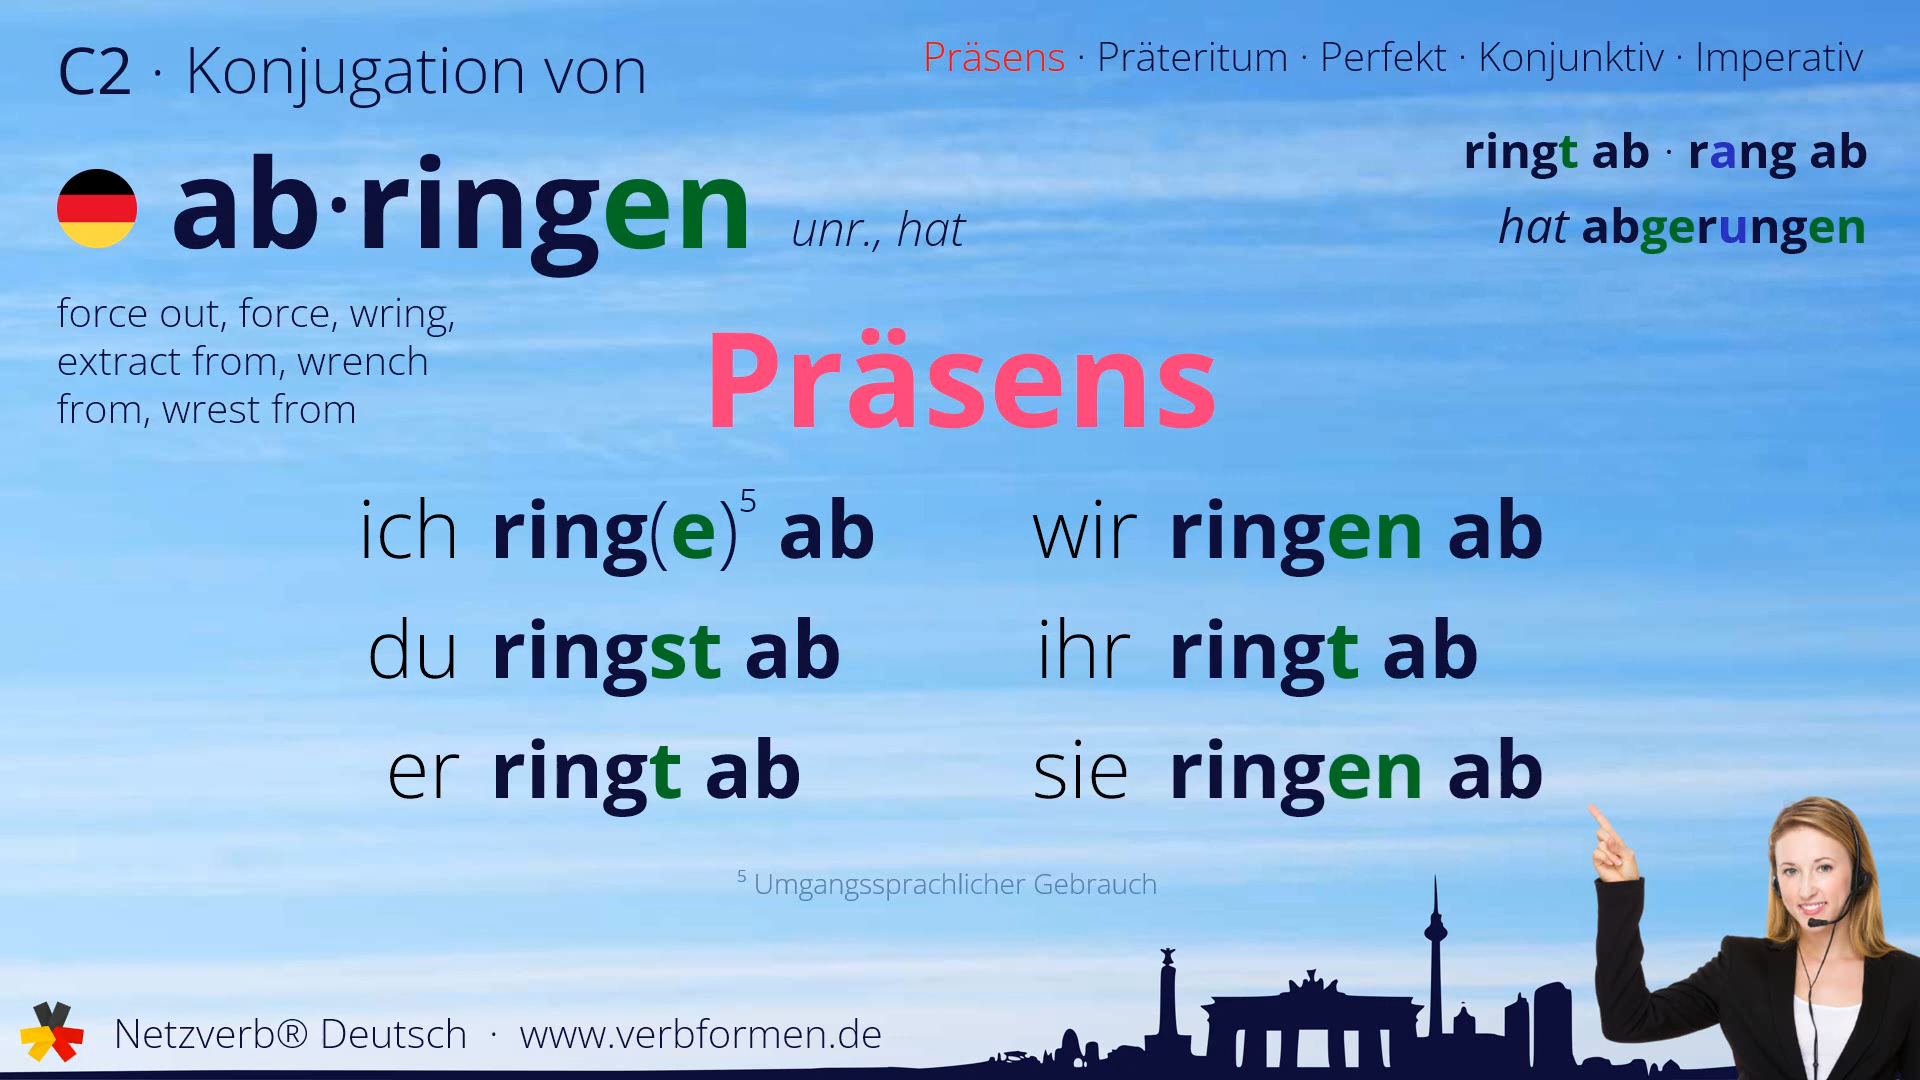 C2 · Konjugation von
Präsens · Präteritum · Perfekt · Konjunktiv · Imperativ
ab·ringen unr., hat
ringt ab · rang ab
hat abgerungen
force out, force, wring,
extract from, wrench
from, wrest from
Präsens
ich ring(e)⁵ ab
du ringst ab
er ringt ab
wir ringen ab
ihr ringt ab
sie ringen ab
⁵ Umgangssprachlicher Gebrauch
Netzverb® Deutsch · www.verbformen.de